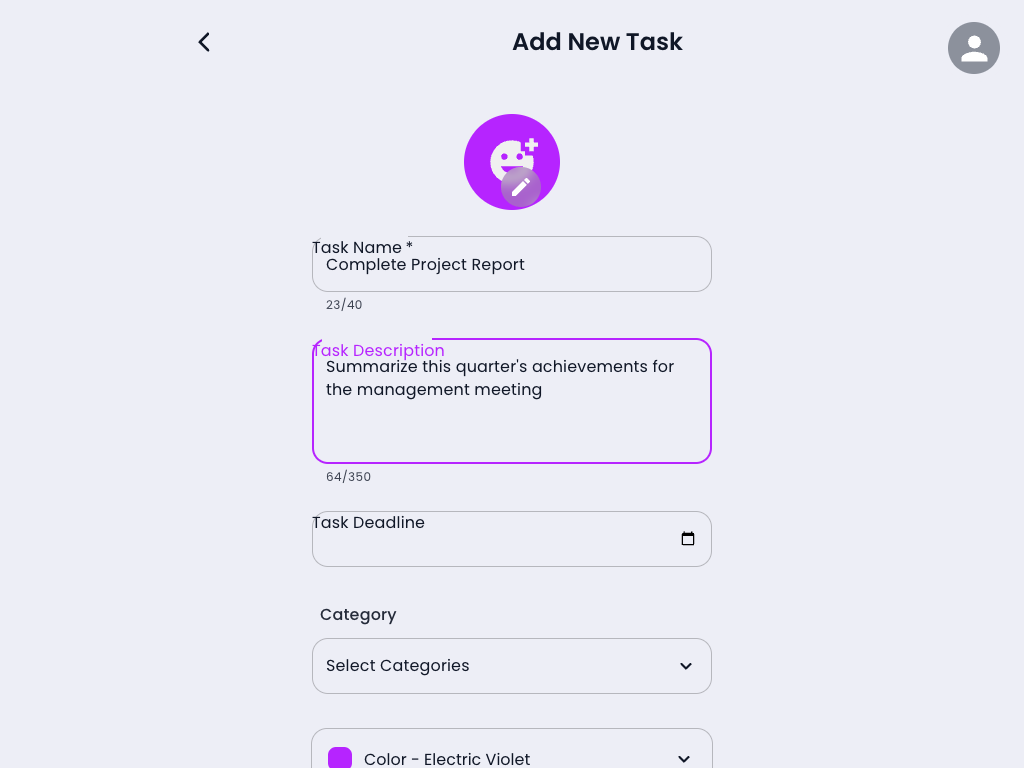 Add New Task
Task Name *
Complete Project Report
23/40
Task Description
Summarize this quarter's achievements for
the management meeting
64/350
Task Deadline
Category
Select Categories
Color - Electric Violet